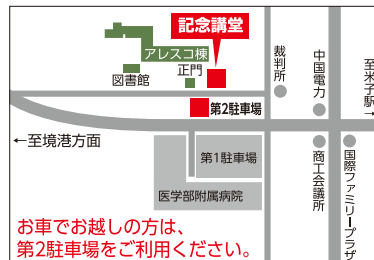 記念講堂
アレスコ棟
図書館
正門
裁判所
中国電力
至米子駅→
第2駐車場
←至境港方面
第1駐車場
商工会議所
国際ファミリープラザ
医学部附属病院
お車でお越しの方は、
第2駐車場をご利用ください。